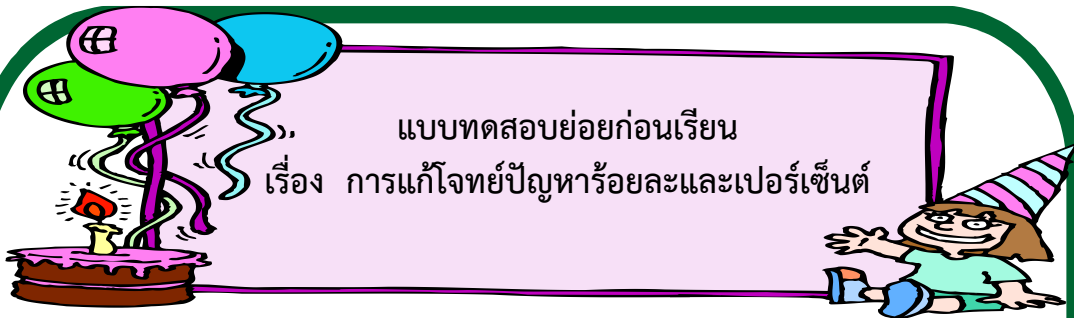 แบบทดสอบย่อยก่อนเรียน
เรื่อง การแก้โจทย์ปัญหาร้อยละและเปอร์เซ็นต์